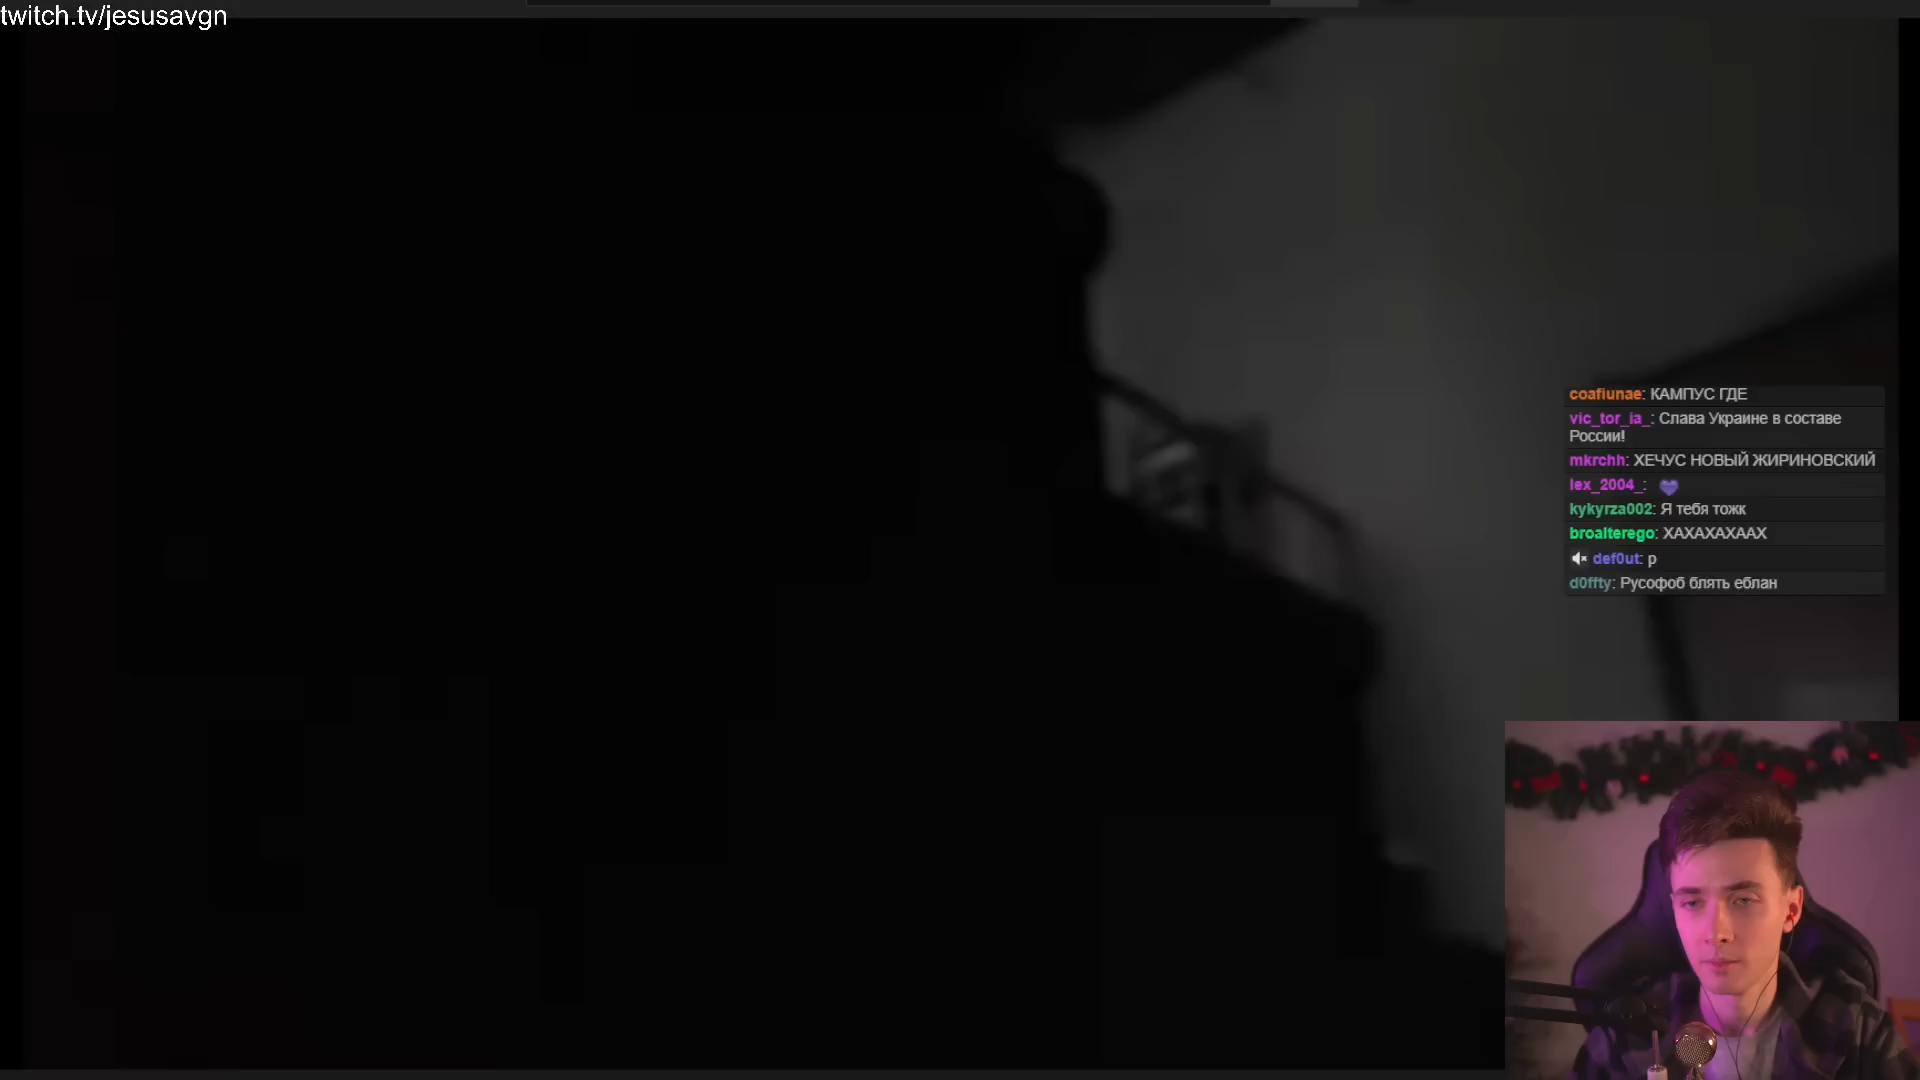 twitch.tv/jesusavgn
coafiunae: КАМПУС ГДЕ
vic_tor_ia_: Слава Украине в составе
России!
mkrchh: ХЕЧУС НОВЫЙ ЖИРИНОВСКИЙ
lex_2004_:
kykyrza002: Я тебя тожк
broalterego: ХАХАХАХААХ
def0ut: р
d0ffty: Русофоб блять еблан